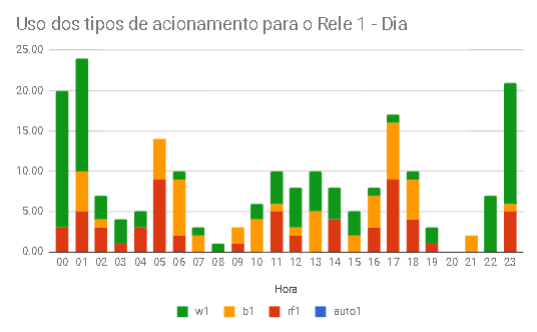 Uso dos tipos de acionamento para o Rele 1 - Dia
25.00
20.00
15.00
10.00
5.00
0.00
00 01 02 03 04 05 06 07 08 09 10 11 12 13 14 15 16 17 18 19 20 21 22 23
Hora
w1 b1 rf1 auto1